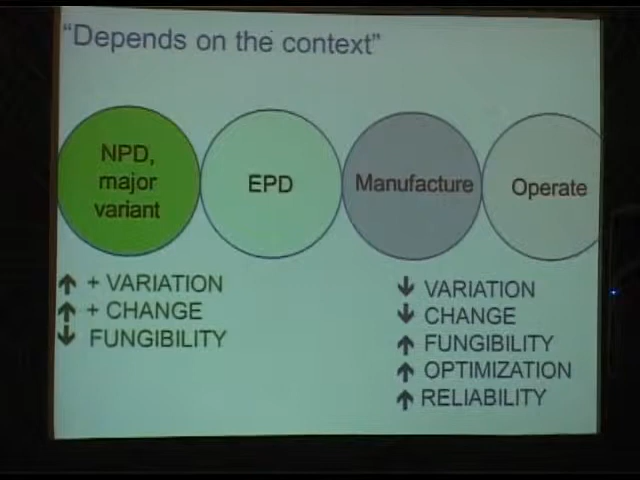 "Depends on the context"
NPD,
major
variant
EPD
Manufacture
Operate
↑ + VARIATION
↑ + CHANGE
↓ FUNGIBILITY
↓ VARIATION
↓ CHANGE
↑ FUNGIBILITY
↑ OPTIMIZATION
↑ RELIABILITY